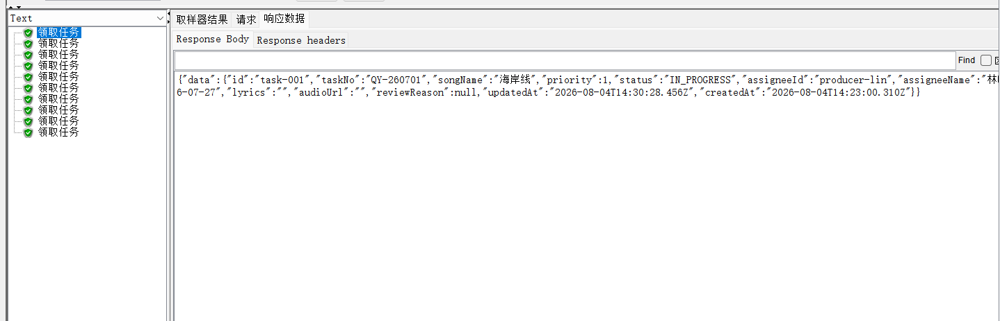 Text
领取任务
领取任务
领取任务
领取任务
领取任务
领取任务
领取任务
领取任务
领取任务
领取任务
取样器结果 请求 响应数据
Response Body Response headers
Find
{"data":{"id":"task-001","taskNo":"QY-260701","songName":"海岸线","priority":1,"status":"IN_PROGRESS","assigneeId":"producer-lin","assigneeName":"林
6-07-27","lyrics":"","audioUrl":"","reviewReason":null,"updatedAt":"2026-08-04T14:30:28.456Z","createdAt":"2026-08-04T14:23:00.310Z"}}